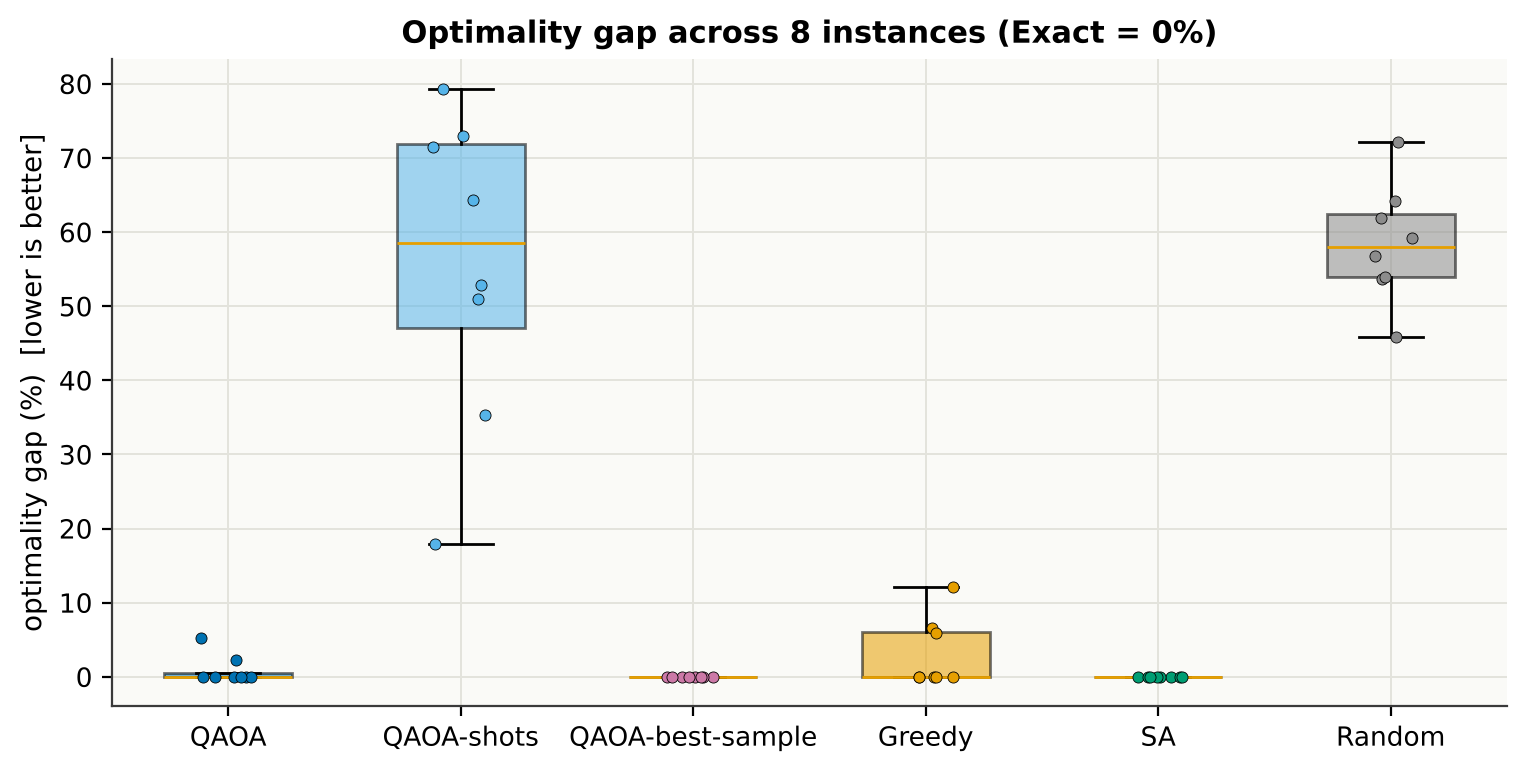 Optimality gap across 8 instances (Exact = 0%)
optimality gap (%)  [lower is better]
80
70
60
50
40
30
20
10
0
QAOA
QAOA-shots
QAOA-best-sample
Greedy
SA
Random